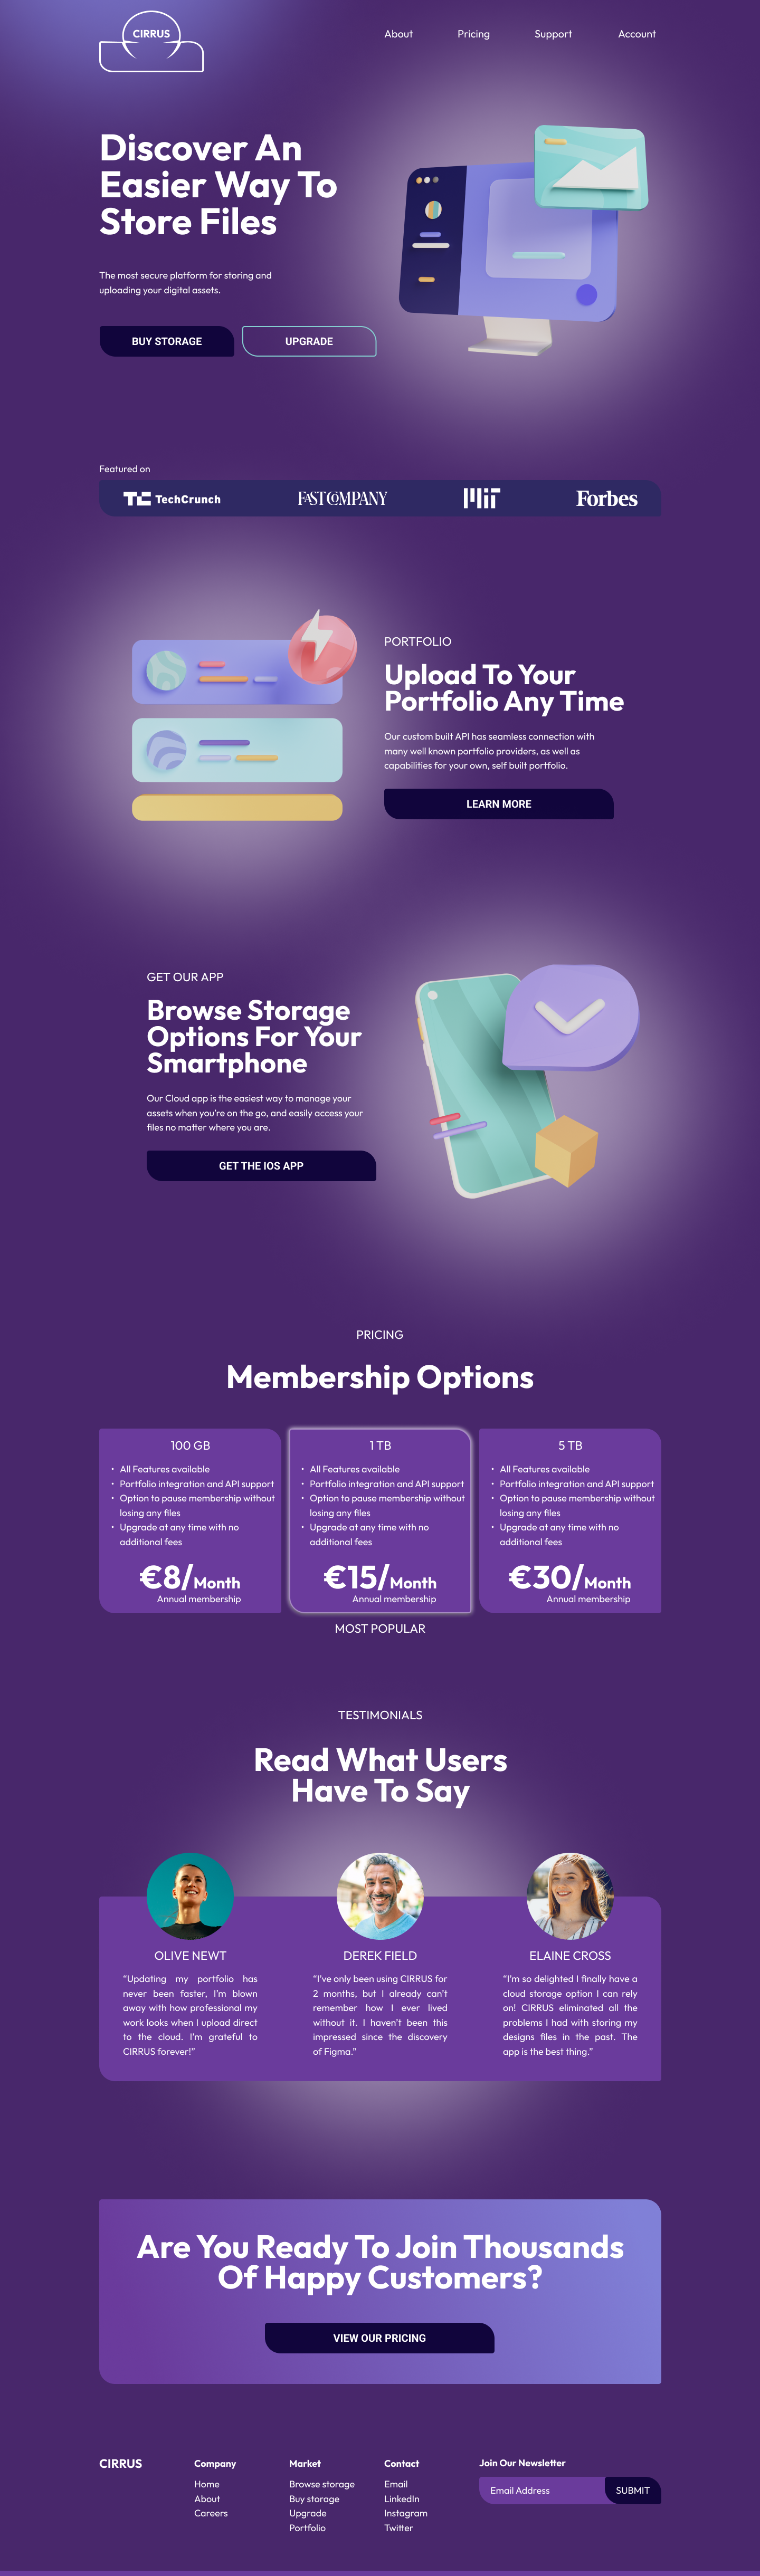 CIRRUS
About
Pricing
Support
Account
Discover An
Easier Way To
Store Files
The most secure platform for storing and
uploading your digital assets.
BUY STORAGE
UPGRADE
Featured on
TC TechCrunch
FAST COMPANY
MIT
Forbes
PORTFOLIO
Upload To Your
Portfolio Any Time
Our custom built API has seamless connection with
many well known portfolio providers, as well as
capabilities for your own, self built portfolio.
LEARN MORE
GET OUR APP
Browse Storage
Options For Your
Smartphone
Our Cloud app is the easiest way to manage your
assets when you're on the go, and easily access your
files no matter where you are.
GET THE IOS APP
PRICING
Membership Options
100 GB
• All Features available
• Portfolio integration and API support
• Option to pause membership without
losing any files
• Upgrade at any time with no
additional fees
€8/Month
Annual membership
1 TB
• All Features available
• Portfolio integration and API support
• Option to pause membership without
losing any files
• Upgrade at any time with no
additional fees
€15/Month
Annual membership
MOST POPULAR
5 TB
• All Features available
• Portfolio integration and API support
• Option to pause membership without
losing any files
• Upgrade at any time with no
additional fees
€30/Month
Annual membership
TESTIMONIALS
Read What Users
Have To Say
OLIVE NEWT
“Updating my portfolio has
never been faster, I’m blown
away with how professional my
work looks when I upload direct
to the cloud. I’m grateful to
CIRRUS forever!”
DEREK FIELD
“I’ve only been using CIRRUS for
2 months, but I already can’t
remember how I ever lived
without it. I haven’t been this
impressed since the discovery
of Figma.”
ELAINE CROSS
“I’m so delighted I finally have a
cloud storage option I can rely
on! CIRRUS eliminated all the
problems I had with storing my
designs files in the past. The
app is the best thing.”
Are You Ready To Join Thousands
Of Happy Customers?
VIEW OUR PRICING
CIRRUS
Company
Home
About
Careers
Market
Browse storage
Buy storage
Upgrade
Portfolio
Contact
Email
LinkedIn
Instagram
Twitter
Join Our Newsletter
Email Address
SUBMIT